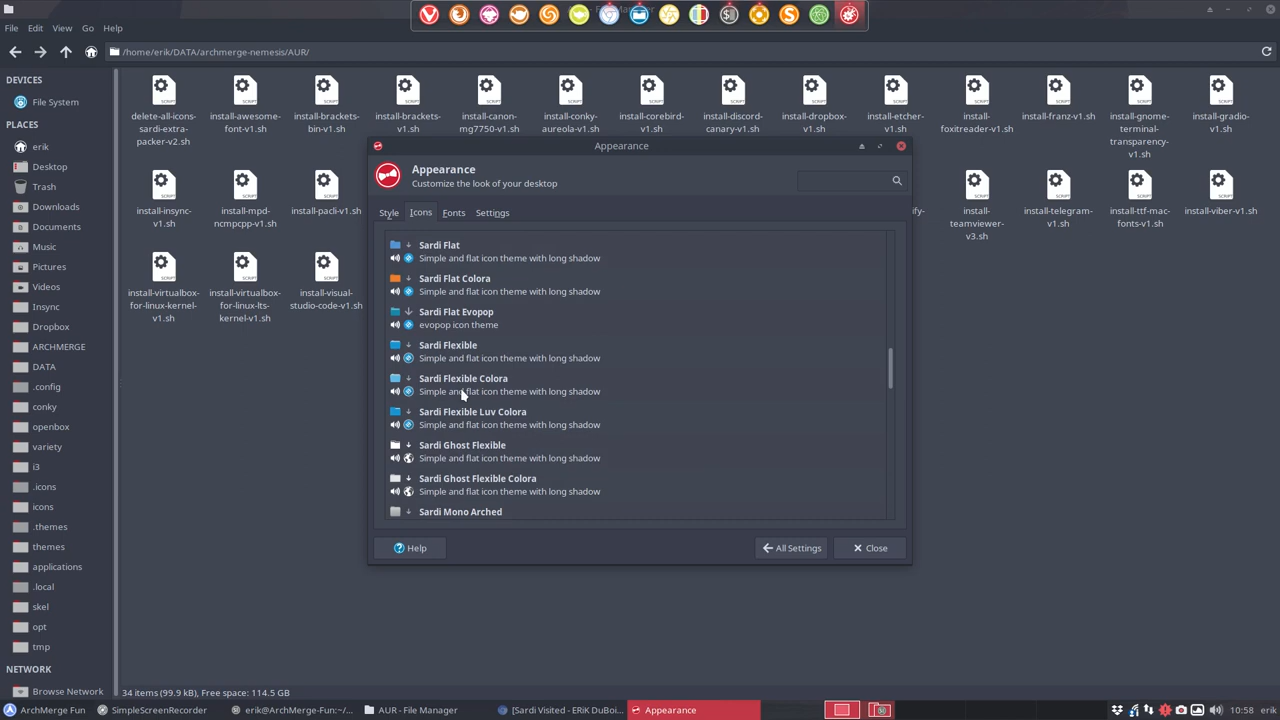 File Edit View Go Help
/home/erik/DATA/archmerge-nemesis/AUR/
DEVICES
File System
PLACES
erik
Desktop
Trash
Downloads
Documents
Music
Pictures
Videos
Insync
Dropbox
ARCHMERGE
DATA
.config
conky
openbox
variety
i3
.icons
icons
.themes
themes
applications
.local
skel
opt
tmp
NETWORK
Browse Network
delete-all-icons-
sardi-extra-
packer-v2.sh
install-awesome-
font-v1.sh
install-brackets-
bin-v1.sh
install-brackets-
v1.sh
install-canon-
mg7750-v1.sh
install-conky-
aureola-v1.sh
install-corebird-
v1.sh
install-discord-
canary-v1.sh
install-dropbox-
v1.sh
install-etcher-
v1.sh
install-
foxitreader-v1.sh
install-franz-v1.sh
install-gnome-
terminal-
transparency-
v1.sh
install-gradio-
v1.sh
install-insync-
v1.sh
install-mpd-
ncmpcpp-v1.sh
install-pacli-v1.sh
install-
teamviewer-
v3.sh
install-telegram-
v1.sh
install-ttf-mac-
fonts-v1.sh
install-viber-v1.sh
install-virtualbox-
for-linux-kernel-
v1.sh
install-virtualbox-
for-linux-lts-
kernel-v1.sh
install-visual-
studio-code-v1.sh
Appearance
Appearance
Customize the look of your desktop
Style Icons Fonts Settings
Sardi Flat
Simple and flat icon theme with long shadow
Sardi Flat Colora
Simple and flat icon theme with long shadow
Sardi Flat Evopop
evopop icon theme
Sardi Flexible
Simple and flat icon theme with long shadow
Sardi Flexible Colora
Simple and flat icon theme with long shadow
Sardi Flexible Luv Colora
Simple and flat icon theme with long shadow
Sardi Ghost Flexible
Simple and flat icon theme with long shadow
Sardi Ghost Flexible Colora
Simple and flat icon theme with long shadow
Sardi Mono Arched
Help All Settings Close
34 items (99.9 kB), Free space: 114.5 GB
ArchMerge Fun SimpleScreenRecorder erik@ArchMerge-Fun:~/... AUR - File Manager [Sardi Visited - ERiK DuBoi... Appearance 10:58 erik